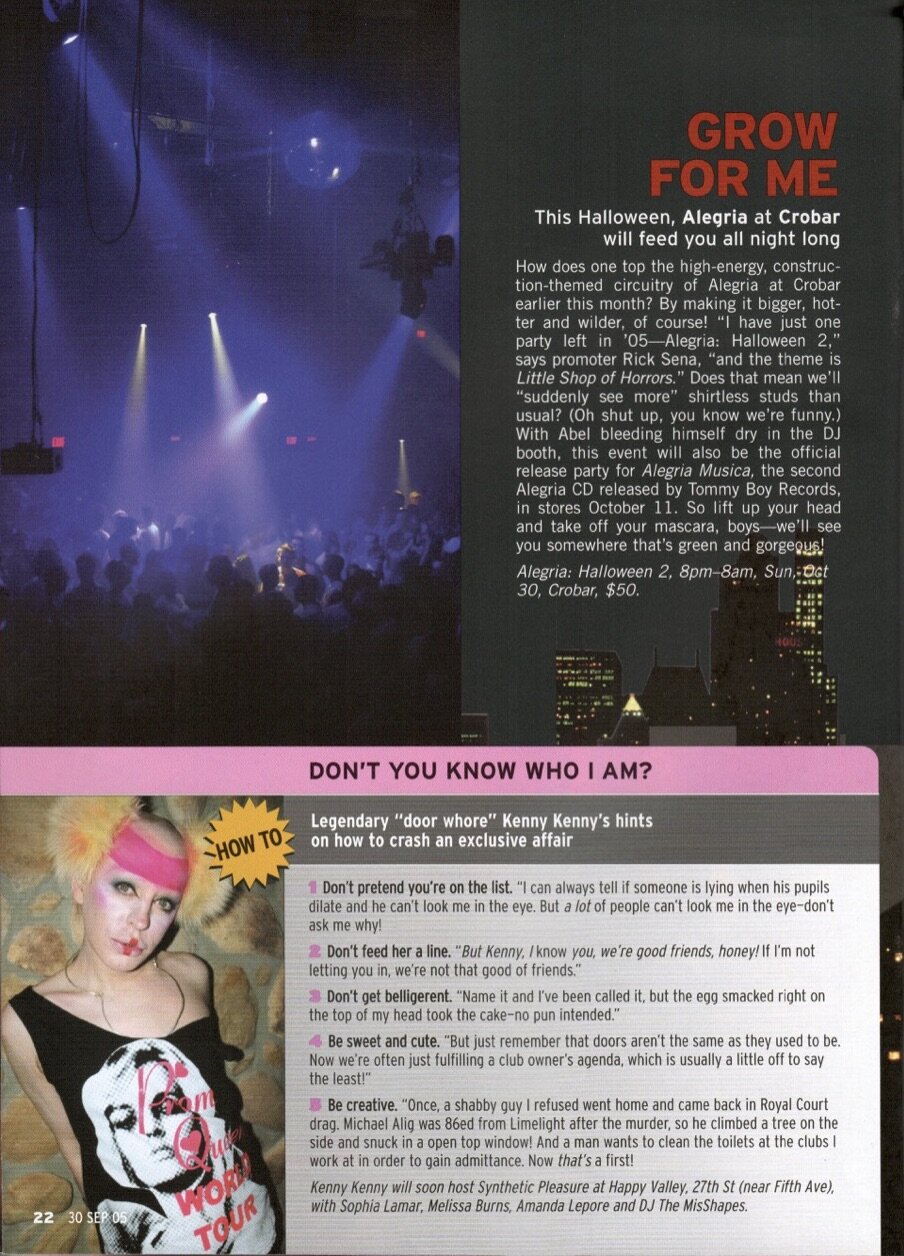 GROW
FOR ME
This Halloween, Alegria at Crobar
will feed you all night long
How does one top the high-energy, construc-
tion-themed circuitry of Alegria at Crobar
earlier this month? By making it bigger, hot-
ter and wilder, of course! “I have just one
party left in ’05—Alegria: Halloween 2,”
says promoter Rick Sena, “and the theme is
Little Shop of Horrors.” Does that mean we’ll
“suddenly see more” shirtless studs than
usual? (Oh shut up, you know we’re funny.)
With Abel bleeding himself dry in the DJ
booth, this event will also be the official
release party for Alegria Musica, the second
Alegria CD released by Tommy Boy Records,
in stores October 11. So lift up your head
and take off your mascara, boys—we’ll see
you somewhere that’s green and gorgeous!
Alegria: Halloween 2, 8pm–8am, Sun, Oct
30, Crobar, $50.
DON’T YOU KNOW WHO I AM?
HOW TO
Legendary “door whore” Kenny Kenny’s hints
on how to crash an exclusive affair
1 Don’t pretend you’re on the list. “I can always tell if someone is lying when his pupils
dilate and he can’t look me in the eye. But a lot of people can’t look me in the eye–don’t
ask me why!
2 Don’t feed her a line. “But Kenny, I know you, we’re good friends, honey! If I’m not
letting you in, we’re not that good of friends.”
3 Don’t get belligerent. “Name it and I’ve been called it, but the egg smacked right on
the top of my head took the cake–no pun intended.”
4 Be sweet and cute. “But just remember that doors aren’t the same as they used to be.
Now we’re often just fulfilling a club owner’s agenda, which is usually a little off to say
the least!”
5 Be creative. “Once, a shabby guy I refused went home and came back in Royal Court
drag. Michael Alig was 86ed from Limelight after the murder, so he climbed a tree on the
side and snuck in a open top window! And a man wants to clean the toilets at the clubs I
work at in order to gain admittance. Now that’s a first!
Kenny Kenny will soon host Synthetic Pleasure at Happy Valley, 27th St (near Fifth Ave),
with Sophia Lamar, Melissa Burns, Amanda Lepore and DJ The MisShapes.
Prom
Queen
WORLD
TOUR
22 30 SEP 05